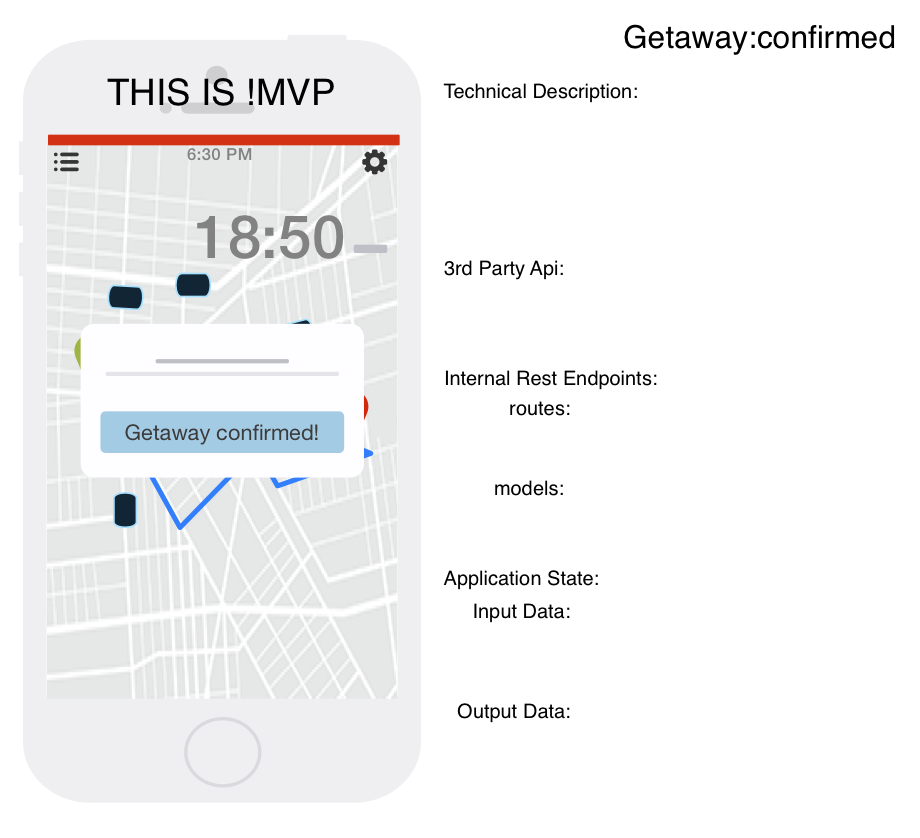 Getaway:confirmed
THIS IS !MVP
6:30 PM
18:50
Getaway confirmed!
Technical Description:
3rd Party Api:
Internal Rest Endpoints:
routes:
models:
Application State:
Input Data:
Output Data: